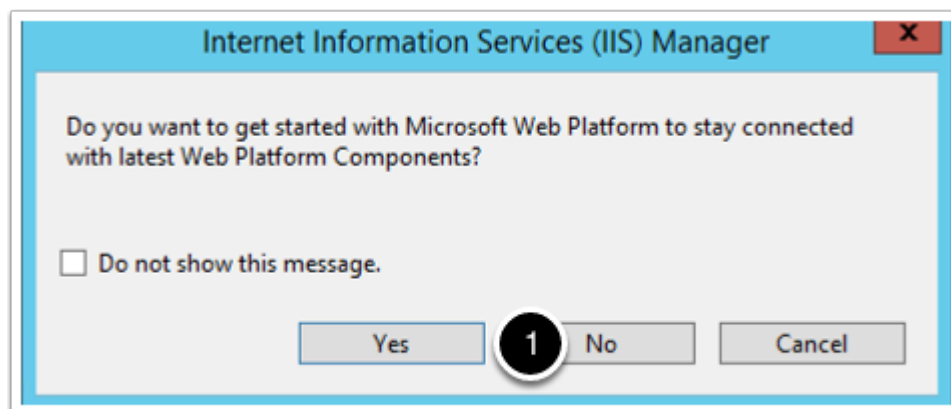 Internet Information Services (IIS) Manager
x
Do you want to get started with Microsoft Web Platform to stay connected
with latest Web Platform Components?
Do not show this message.
Yes 1 No Cancel